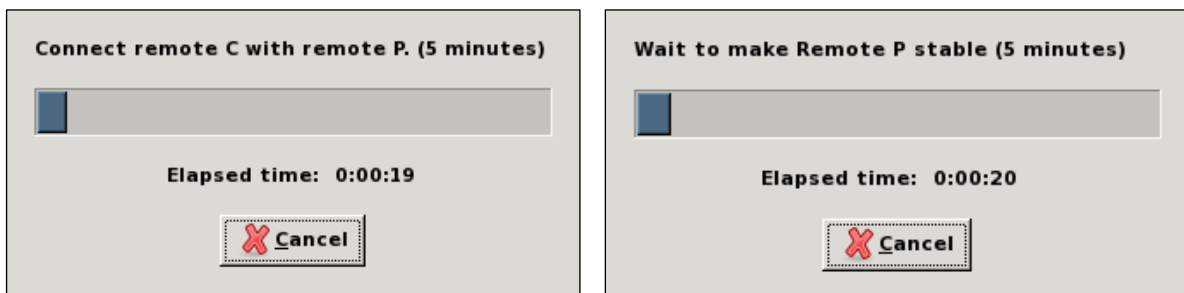 Connect remote C with remote P. (5 minutes)
Elapsed time: 0:00:19
Cancel
Wait to make Remote P stable (5 minutes)
Elapsed time: 0:00:20
Cancel